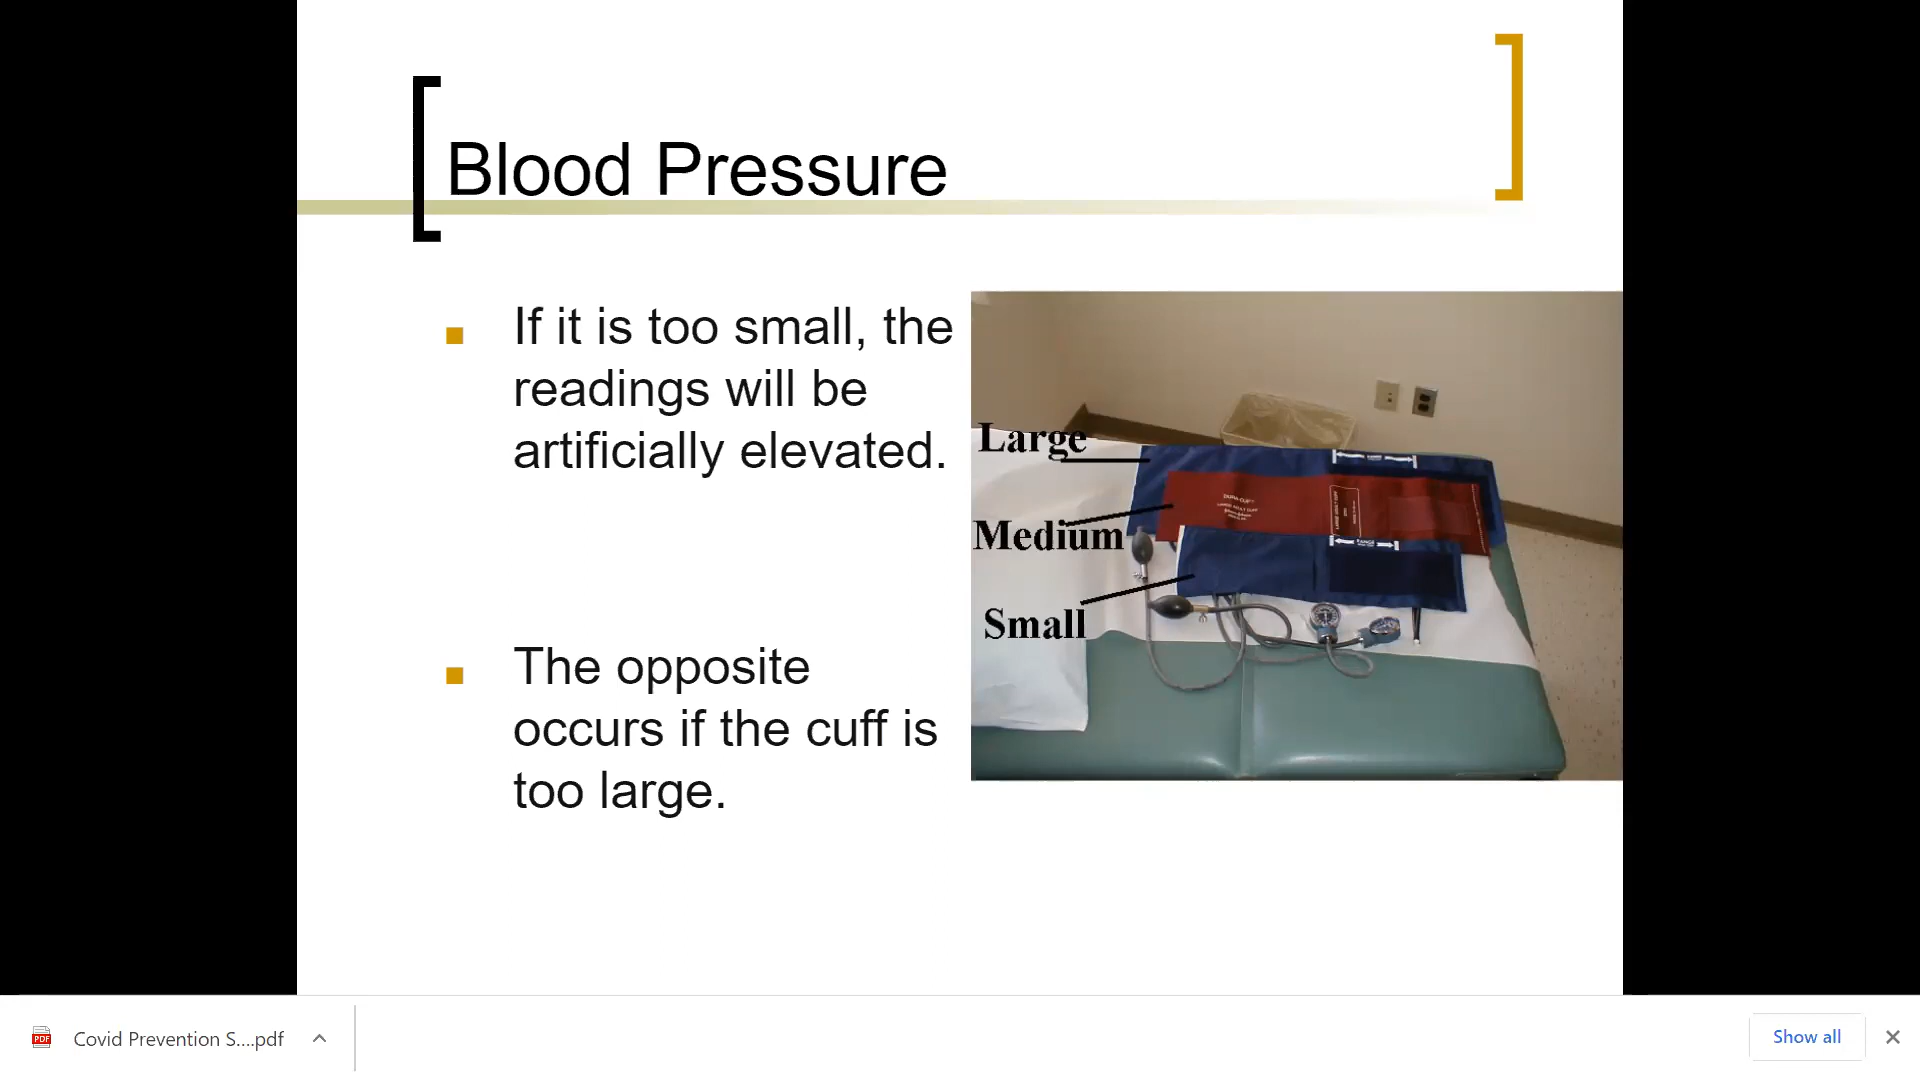 Blood Pressure
If it is too small, the
readings will be
artificially elevated.
The opposite
occurs if the cuff is
too large.
Large
Medium
Small
RANGE
Covid Prevention S....pdf
Show all